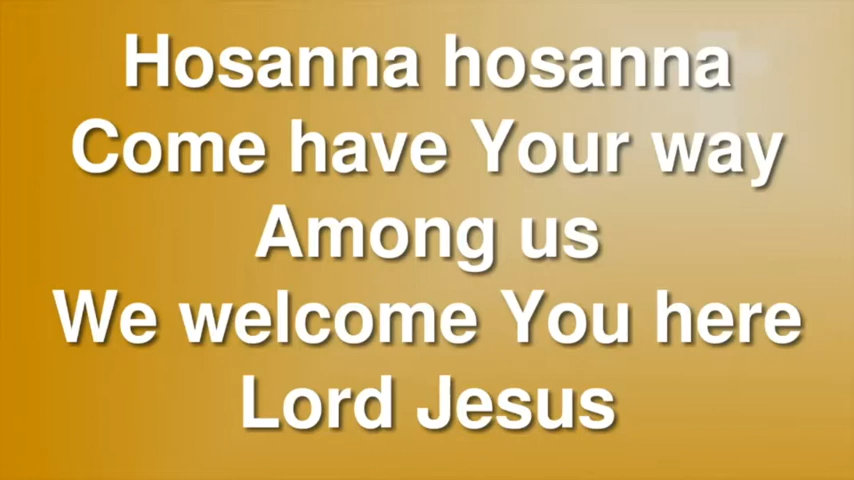 Hosanna hosanna
Come have Your way
Among us
We welcome You here
Lord Jesus